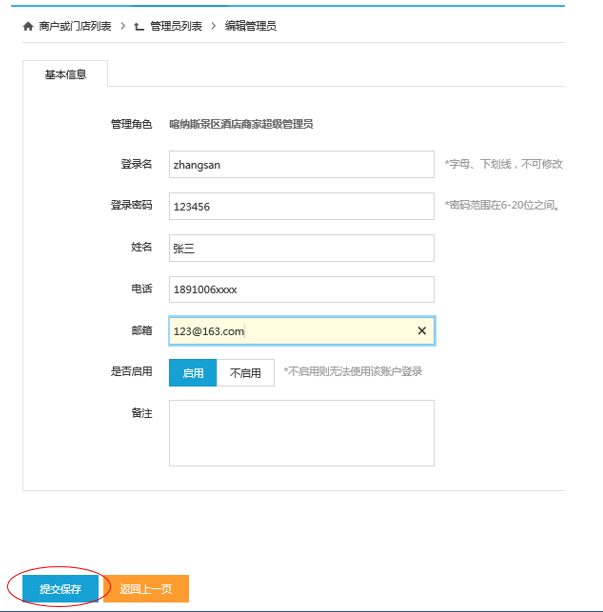 商户或门店列表 > 管理员列表 > 编辑管理员
基本信息
管理角色 喀纳斯景区酒店商家超级管理员
登录名 zhangsan *字母、下划线，不可修改
登录密码 123456 *密码范围在6-20位之间。
姓名 张三
电话 1891006xxxx
邮箱 123@163.com
是否启用 启用 不启用 *不启用则无法使用该账户登录
备注
提交保存 返回上一页